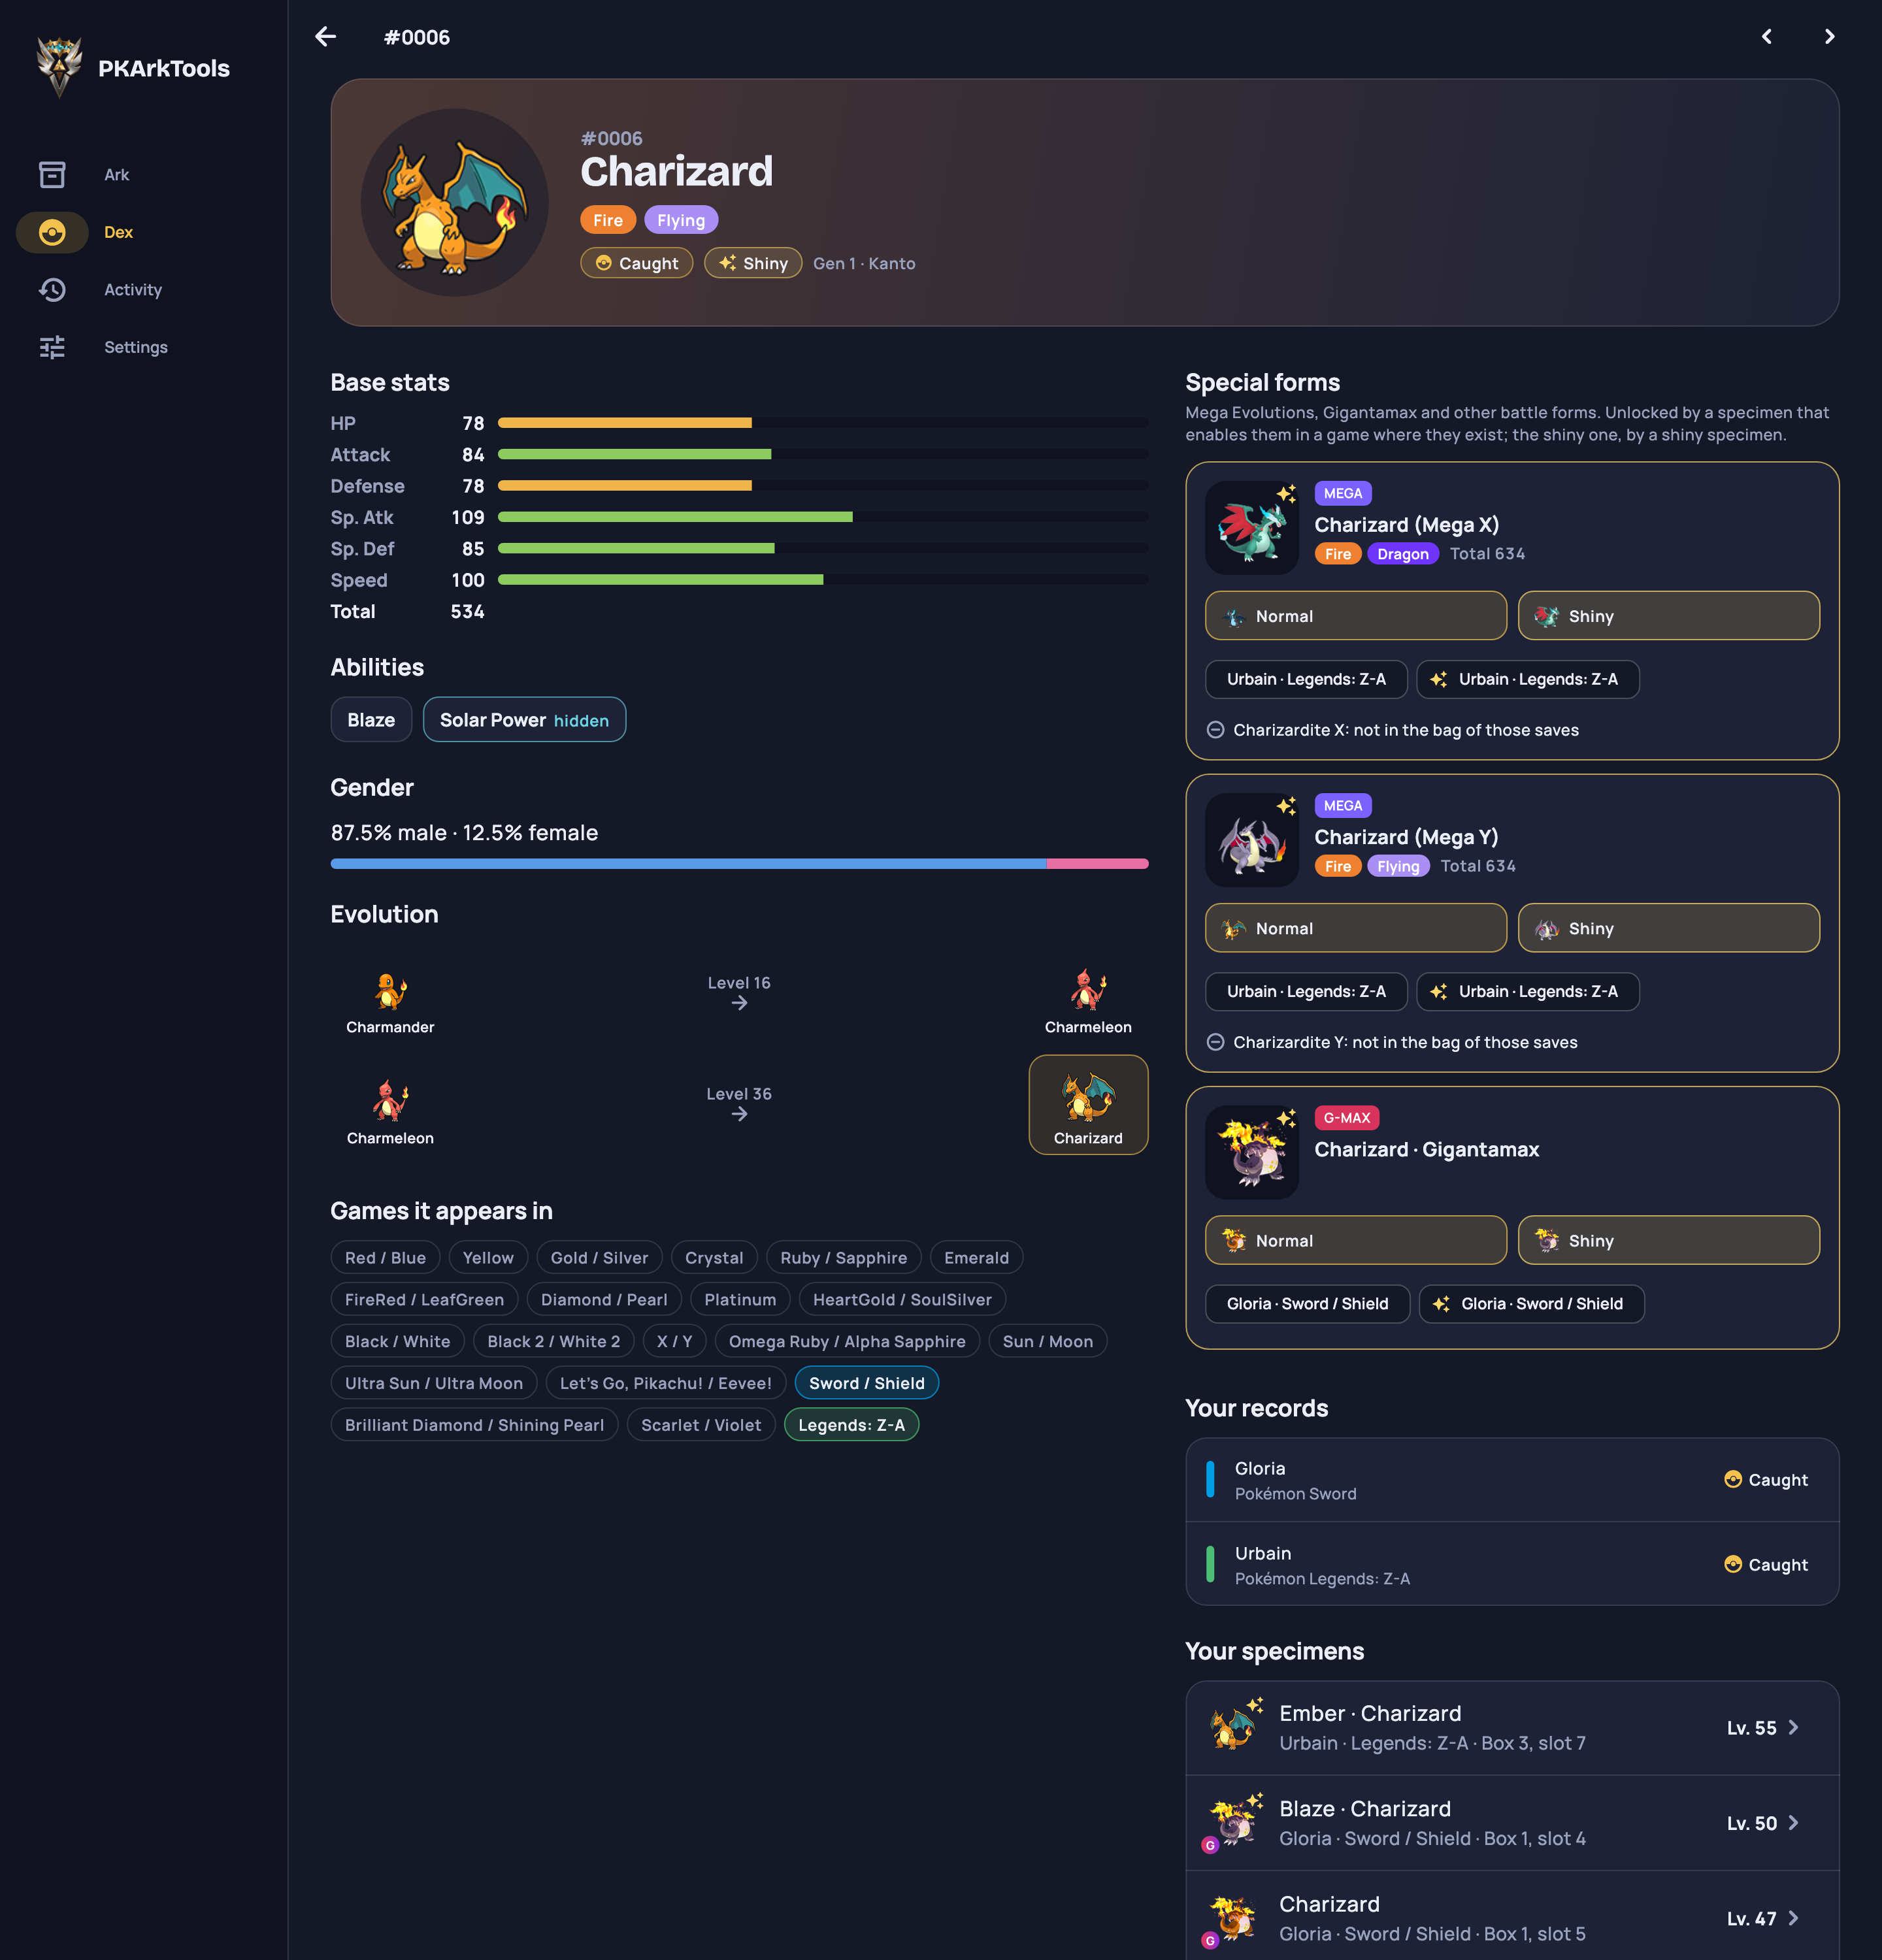 PKArkTools
Ark
Dex
Activity
Settings
#0006
#0006
Charizard
Fire Flying
Caught Shiny Gen 1 · Kanto
Base stats
HP 78
Attack 84
Defense 78
Sp. Atk 109
Sp. Def 85
Speed 100
Total 534
Abilities
Blaze Solar Power hidden
Gender
87.5% male · 12.5% female
Evolution
Level 16
Charmander Charmeleon
Level 36
Charmeleon Charizard
Games it appears in
Red / Blue Yellow Gold / Silver Crystal Ruby / Sapphire Emerald
FireRed / LeafGreen Diamond / Pearl Platinum HeartGold / SoulSilver
Black / White Black 2 / White 2 X / Y Omega Ruby / Alpha Sapphire Sun / Moon
Ultra Sun / Ultra Moon Let's Go, Pikachu! / Eevee! Sword / Shield
Brilliant Diamond / Shining Pearl Scarlet / Violet Legends: Z-A
Special forms
Mega Evolutions, Gigantamax and other battle forms. Unlocked by a specimen that
enables them in a game where they exist; the shiny one, by a shiny specimen.
MEGA
Charizard (Mega X)
Fire Dragon Total 634
Normal Shiny
Urbain · Legends: Z-A Urbain · Legends: Z-A
Charizardite X: not in the bag of those saves
MEGA
Charizard (Mega Y)
Fire Flying Total 634
Normal Shiny
Urbain · Legends: Z-A Urbain · Legends: Z-A
Charizardite Y: not in the bag of those saves
G-MAX
Charizard · Gigantamax
Normal Shiny
Gloria · Sword / Shield Gloria · Sword / Shield
Your records
Gloria
Pokémon Sword
Caught
Urbain
Pokémon Legends: Z-A
Caught
Your specimens
Ember · Charizard
Urbain · Legends: Z-A · Box 3, slot 7
Lv. 55
Blaze · Charizard
Gloria · Sword / Shield · Box 1, slot 4
Lv. 50
G
Charizard
Gloria · Sword / Shield · Box 1, slot 5
Lv. 47
G